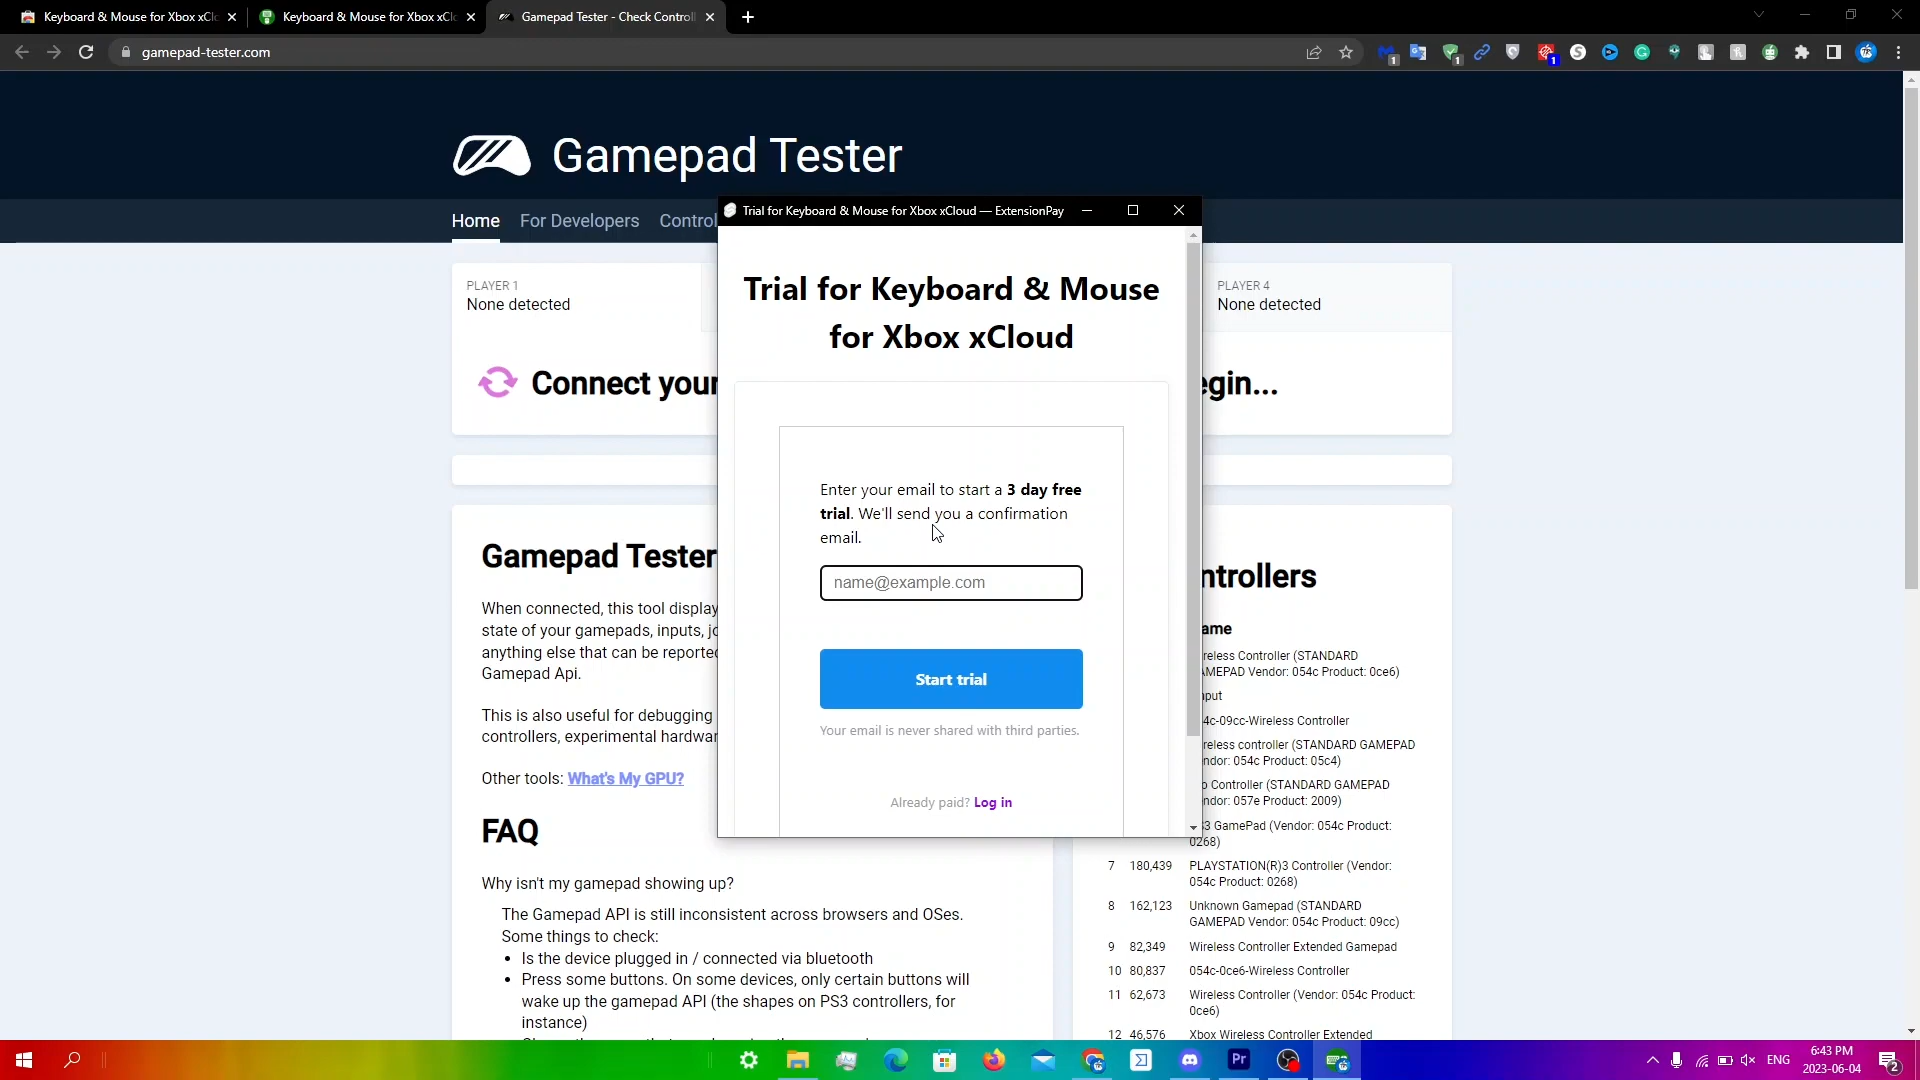 Keyboard & Mouse for Xbox xClo
Keyboard & Mouse for Xbox xClo
Gamepad Tester - Check Control
gamepad-tester.com
Gamepad Tester
Home
For Developers
Control
Trial for Keyboard & Mouse for Xbox xCloud — ExtensionPay
Trial for Keyboard & Mouse
for Xbox xCloud
PLAYER 1
None detected
PLAYER 4
None detected
Connect your
egin...
Enter your email to start a 3 day free
trial. We'll send you a confirmation
email.
name@example.com
Start trial
Your email is never shared with third parties.
Already paid? Log in
Gamepad Tester
When connected, this tool display
state of your gamepads, inputs, jo
anything else that can be reported
Gamepad Api.
This is also useful for debugging
controllers, experimental hardwar
Other tools: What's My GPU?
FAQ
Why isn't my gamepad showing up?
The Gamepad API is still inconsistent across browsers and OSes.
Some things to check:
• Is the device plugged in / connected via bluetooth
• Press some buttons. On some devices, only certain buttons will
wake up the gamepad API (the shapes on PS3 controllers, for
instance)
ntrollers
ame
reless Controller (STANDARD
AMEPAD Vendor: 054c Product: 0ce6)
put
4c-09cc-Wireless Controller
reless controller (STANDARD GAMEPAD
ndor: 054c Product: 05c4)
o Controller (STANDARD GAMEPAD
ndor: 057e Product: 2009)
3 GamePad (Vendor: 054c Product:
0268)
7 180,439 PLAYSTATION(R)3 Controller (Vendor:
054c Product: 0268)
8 162,123 Unknown Gamepad (STANDARD
GAMEPAD Vendor: 054c Product: 09cc)
9 82,349 Wireless Controller Extended Gamepad
10 80,837 054c-0ce6-Wireless Controller
11 62,673 Wireless Controller (Vendor: 054c Product:
0ce6)
12 46,576 Xbox Wireless Controller Extended
ENG
6:43 PM
2023-06-04
2